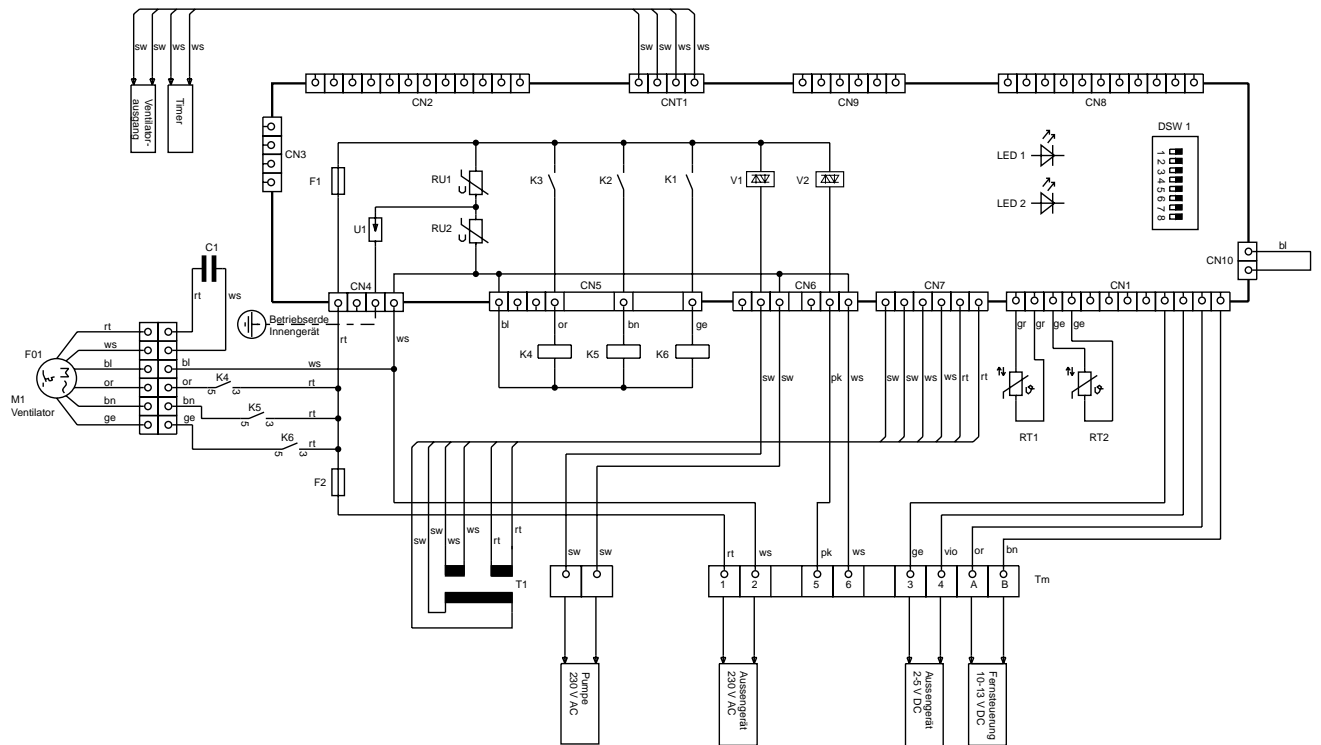 sw sw ws ws
sw sw ws ws
Ventilator-
ausgang
Timer
CN2
CNT1
CN9
CN8
CN3
DSW 1
1 2 3 4 5 6 7 8
LED 1
LED 2
F1
RU1
K3
K2
K1
V1
V2
U1
RU2
C1
CN10
bl
rt
ws
CN4
CN5
CN6
CN7
CN1
Betriebserde
Innengerät
rt
ws
bl
or
bn
ge
gr
gr
ge
ge
rt
F01
ws
bl
bl
ws
K4
K5
K6
sw
sw
pk
ws
sw
sw
ws
ws
rt
rt
M1
Ventilator
or
or
K4
5
3
rt
bn
bn
K5
5
3
rt
ge
ge
K6
5
3
rt
RT1
RT2
F2
sw
sw
ws
ws
rt
rt
T1
sw
sw
rt
ws
pk
ws
ge
vio
or
bn
1
2
5
6
3
4
A
B
Tm
Pumpe
230 V AC
Aussengerät
230 V AC
Aussengerät
2-5 V DC
Fernsteuerung
10-13 V DC